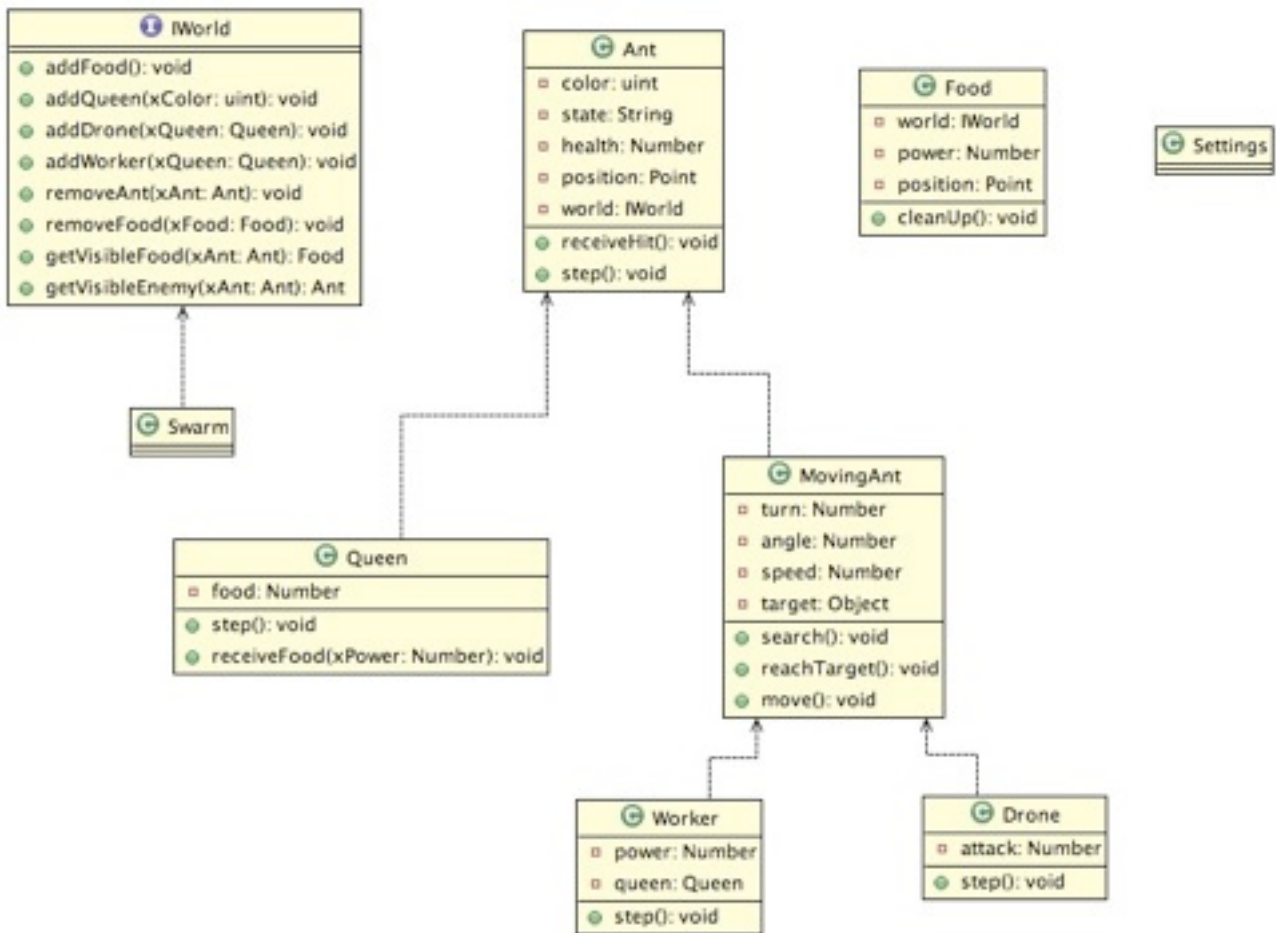 IWorld
addFood(): void
addQueen(xColor: uint): void
addDrone(xQueen: Queen): void
addWorker(xQueen: Queen): void
removeAnt(xAnt: Ant): void
removeFood(xFood: Food): void
getVisibleFood(xAnt: Ant): Food
getVisibleEnemy(xAnt: Ant): Ant
Ant
color: uint
state: String
health: Number
position: Point
world: IWorld
receiveHit(): void
step(): void
Food
world: IWorld
power: Number
position: Point
cleanUp(): void
Settings
Swarm
Queen
food: Number
step(): void
receiveFood(xPower: Number): void
MovingAnt
turn: Number
angle: Number
speed: Number
target: Object
search(): void
reachTarget(): void
move(): void
Worker
power: Number
queen: Queen
step(): void
Drone
attack: Number
step(): void